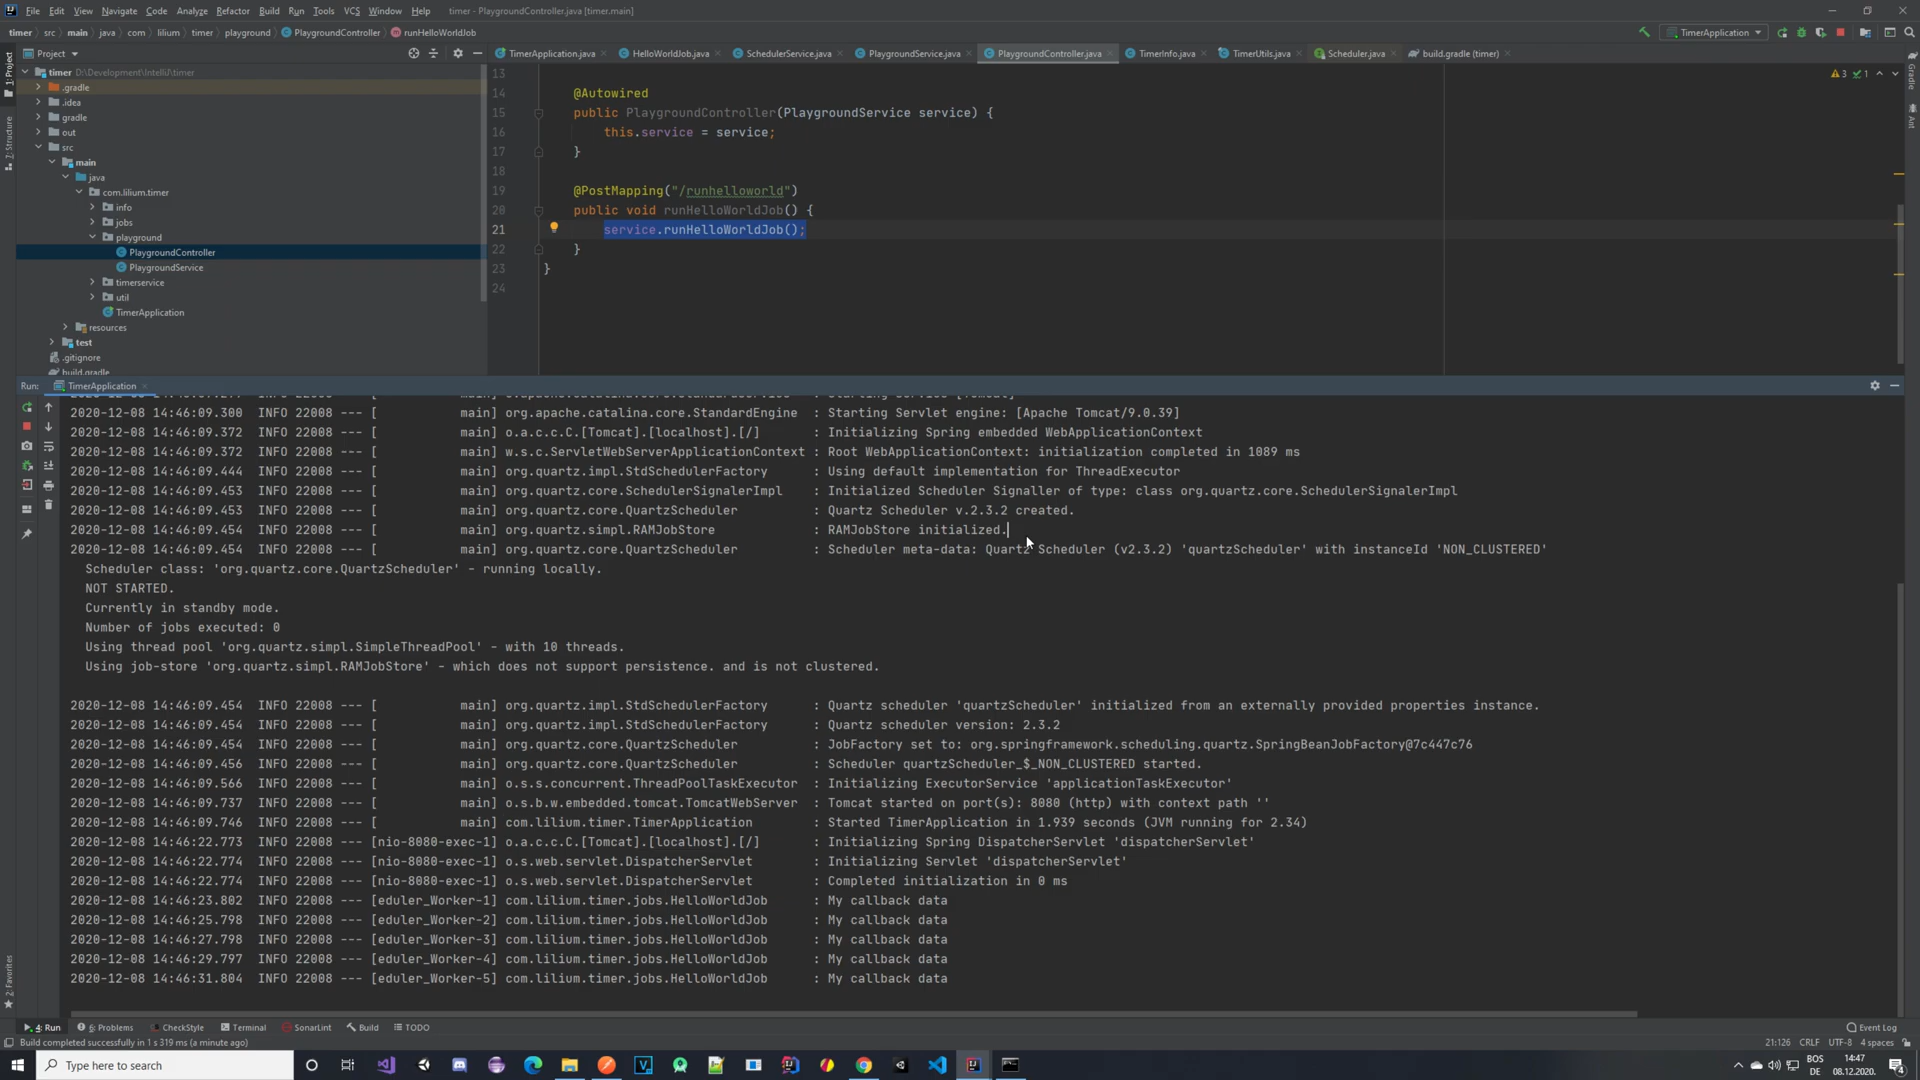 File Edit View Navigate Code Analyze Refactor Build Run Tools VCS Window Help timer - PlaygroundController.java [timer.main]
timer src main java com lilium timer playground PlaygroundController runHelloWorldJob
TimerApplication
Project
TimerApplication.java HelloWorldJob.java SchedulerService.java PlaygroundService.java PlaygroundController.java TimerInfo.java TimerUtils.java Scheduler.java build.gradle (timer)
1: Project
7: Structure
2: Favorites
Gradle
Ant
timer D:\Development\IntelliJ\timer
.gradle
.idea
gradle
out
src
main
java
com.lilium.timer
info
jobs
playground
PlaygroundController
PlaygroundService
timerservice
util
TimerApplication
resources
test
.gitignore
build.gradle
3 1
13
14 @Autowired
15 public PlaygroundController(PlaygroundService service) {
16 this.service = service;
17 }
18
19 @PostMapping("/runhelloworld")
20 public void runHelloWorldJob() {
21 service.runHelloWorldJob();
22 }
23 }
24
Run: TimerApplication
2020-12-08 14:46:09.300 INFO 22008 --- [ main] org.apache.catalina.core.StandardEngine : Starting Servlet engine: [Apache Tomcat/9.0.39]
2020-12-08 14:46:09.372 INFO 22008 --- [ main] o.a.c.c.C.[Tomcat].[localhost].[/] : Initializing Spring embedded WebApplicationContext
2020-12-08 14:46:09.372 INFO 22008 --- [ main] w.s.c.ServletWebServerApplicationContext : Root WebApplicationContext: initialization completed in 1089 ms
2020-12-08 14:46:09.444 INFO 22008 --- [ main] org.quartz.impl.StdSchedulerFactory : Using default implementation for ThreadExecutor
2020-12-08 14:46:09.453 INFO 22008 --- [ main] org.quartz.core.SchedulerSignalerImpl : Initialized Scheduler Signaller of type: class org.quartz.core.SchedulerSignalerImpl
2020-12-08 14:46:09.453 INFO 22008 --- [ main] org.quartz.core.QuartzScheduler : Quartz Scheduler v.2.3.2 created.
2020-12-08 14:46:09.454 INFO 22008 --- [ main] org.quartz.simpl.RAMJobStore : RAMJobStore initialized.
2020-12-08 14:46:09.454 INFO 22008 --- [ main] org.quartz.core.QuartzScheduler : Scheduler meta-data: Quartz Scheduler (v2.3.2) 'quartzScheduler' with instanceId 'NON_CLUSTERED'
Scheduler class: 'org.quartz.core.QuartzScheduler' - running locally.
NOT STARTED.
Currently in standby mode.
Number of jobs executed: 0
Using thread pool 'org.quartz.simpl.SimpleThreadPool' - with 10 threads.
Using job-store 'org.quartz.simpl.RAMJobStore' - which does not support persistence. and is not clustered.
2020-12-08 14:46:09.454 INFO 22008 --- [ main] org.quartz.impl.StdSchedulerFactory : Quartz scheduler 'quartzScheduler' initialized from an externally provided properties instance.
2020-12-08 14:46:09.454 INFO 22008 --- [ main] org.quartz.impl.StdSchedulerFactory : Quartz scheduler version: 2.3.2
2020-12-08 14:46:09.454 INFO 22008 --- [ main] org.quartz.core.QuartzScheduler : JobFactory set to: org.springframework.scheduling.quartz.SpringBeanJobFactory@7c447c76
2020-12-08 14:46:09.456 INFO 22008 --- [ main] org.quartz.core.QuartzScheduler : Scheduler quartzScheduler_$_NON_CLUSTERED started.
2020-12-08 14:46:09.566 INFO 22008 --- [ main] o.s.s.concurrent.ThreadPoolTaskExecutor : Initializing ExecutorService 'applicationTaskExecutor'
2020-12-08 14:46:09.737 INFO 22008 --- [ main] o.s.b.w.embedded.tomcat.TomcatWebServer : Tomcat started on port(s): 8080 (http) with context path ''
2020-12-08 14:46:09.746 INFO 22008 --- [ main] com.lilium.timer.TimerApplication : Started TimerApplication in 1.939 seconds (JVM running for 2.34)
2020-12-08 14:46:22.773 INFO 22008 --- [nio-8080-exec-1] o.a.c.c.C.[Tomcat].[localhost].[/] : Initializing Spring DispatcherServlet 'dispatcherServlet'
2020-12-08 14:46:22.774 INFO 22008 --- [nio-8080-exec-1] o.s.web.servlet.DispatcherServlet : Initializing Servlet 'dispatcherServlet'
2020-12-08 14:46:22.774 INFO 22008 --- [nio-8080-exec-1] o.s.web.servlet.DispatcherServlet : Completed initialization in 0 ms
2020-12-08 14:46:23.802 INFO 22008 --- [eduler_Worker-1] com.lilium.timer.jobs.HelloWorldJob : My callback data
2020-12-08 14:46:25.798 INFO 22008 --- [eduler_Worker-2] com.lilium.timer.jobs.HelloWorldJob : My callback data
2020-12-08 14:46:27.798 INFO 22008 --- [eduler_Worker-3] com.lilium.timer.jobs.HelloWorldJob : My callback data
2020-12-08 14:46:29.797 INFO 22008 --- [eduler_Worker-4] com.lilium.timer.jobs.HelloWorldJob : My callback data
2020-12-08 14:46:31.804 INFO 22008 --- [eduler_Worker-5] com.lilium.timer.jobs.HelloWorldJob : My callback data
4: Run 6: Problems CheckStyle Terminal SonarLint Build TODO Event Log
Build completed successfully in 1 s 319 ms (a minute ago) 21:126 CRLF UTF-8 4 spaces
Type here to search
BOS 14:47
DE 08.12.2020.
4